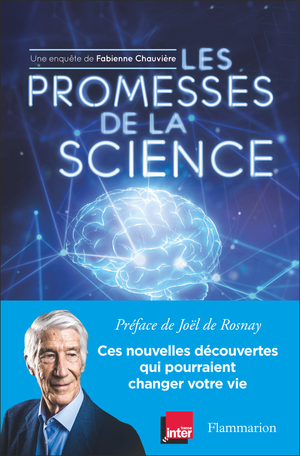 Une enquête de Fabienne Chauvière
LES
PROMESSES
DE LA
SCIENCE
Préface de Joël de Rosnay
Ces nouvelles découvertes
qui pourraient
changer votre vie
france
inter
Flammarion